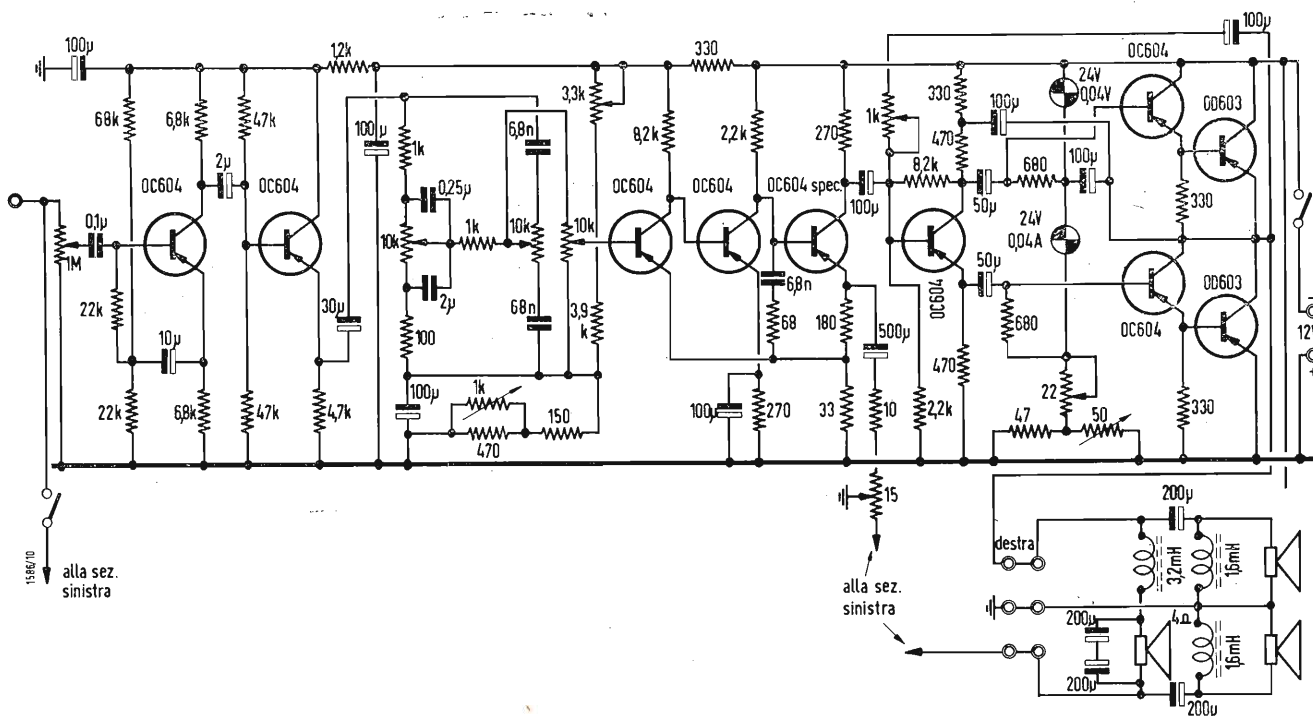 100µ
1,2k
330
100µ
OC604
24V
0,04V
OD603
68k
6,8k
47k
100µ
1k
6,8n
3,3k
8,2k
2,2k
270
1k
330
100µ
470
2µ
OC604
OC604
0,25µ
OC604
OC604
OC604 spec.
8,2k
680
100µ
100µ
50µ
330
0,1µ
1M
10k
1k
10k
10k
24V
0,04A
22k
30µ
2µ
68n
6,8n
50µ
OC604
OC604
OD603
10µ
100
3,9
k
68
180
500µ
680
12V
+
22k
6,8k
47k
4,7k
100µ
1k
470
150
100µ
270
33
10
2,2k
470
22
47
50
330
15
200µ
destra
3,2mH
1,6mH
1586/10
alla sez.
sinistra
alla sez.
sinistra
200µ
4Ω
1,6mH
200µ
200µ